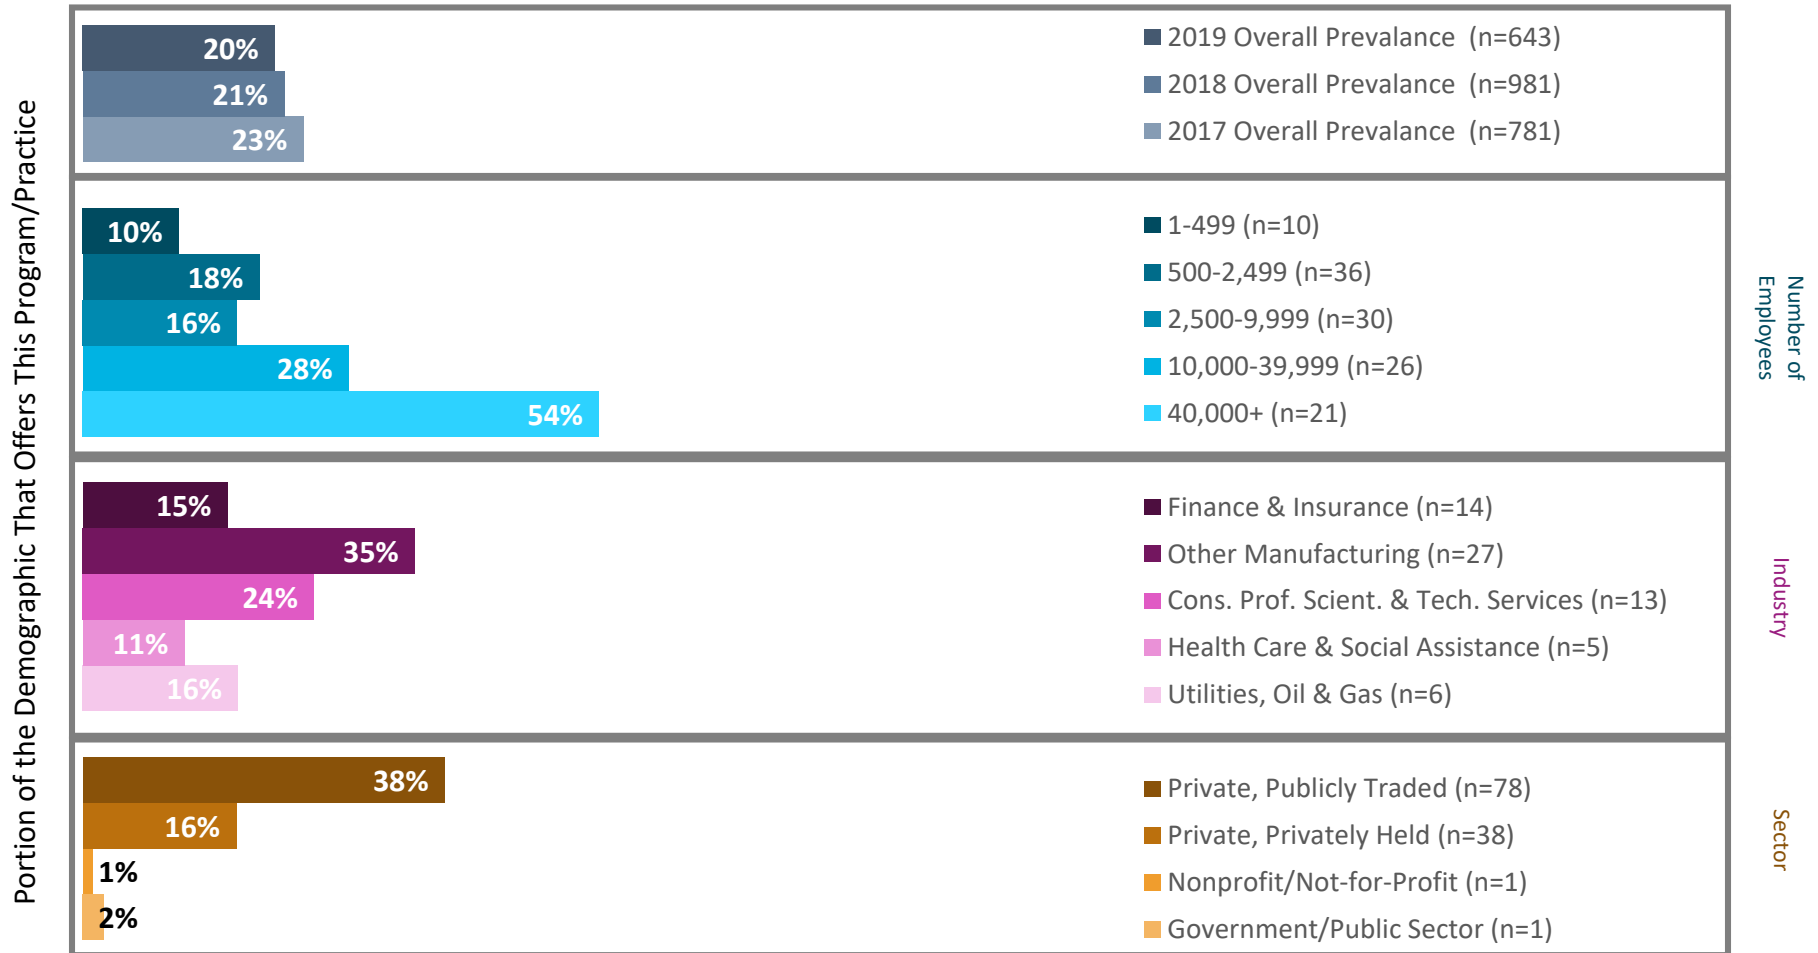 Portion of the Demographic That Offers This Program/Practice
20%
21%
23%
2019 Overall Prevalance (n=643)
2018 Overall Prevalance (n=981)
2017 Overall Prevalance (n=781)
10%
18%
16%
28%
54%
1-499 (n=10)
500-2,499 (n=36)
2,500-9,999 (n=30)
10,000-39,999 (n=26)
40,000+ (n=21)
Number of
Employees
15%
35%
24%
11%
16%
Finance & Insurance (n=14)
Other Manufacturing (n=27)
Cons. Prof. Scient. & Tech. Services (n=13)
Health Care & Social Assistance (n=5)
Utilities, Oil & Gas (n=6)
Industry
38%
16%
1%
2%
Private, Publicly Traded (n=78)
Private, Privately Held (n=38)
Nonprofit/Not-for-Profit (n=1)
Government/Public Sector (n=1)
Sector